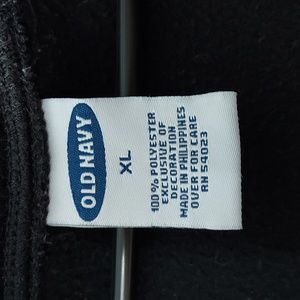 OLD NAVY
XL
100% POLYESTER
EXCLUSIVE OF
DECORATION
MADE IN PHILIPPINES
OVER FOR CARE
RN 54023